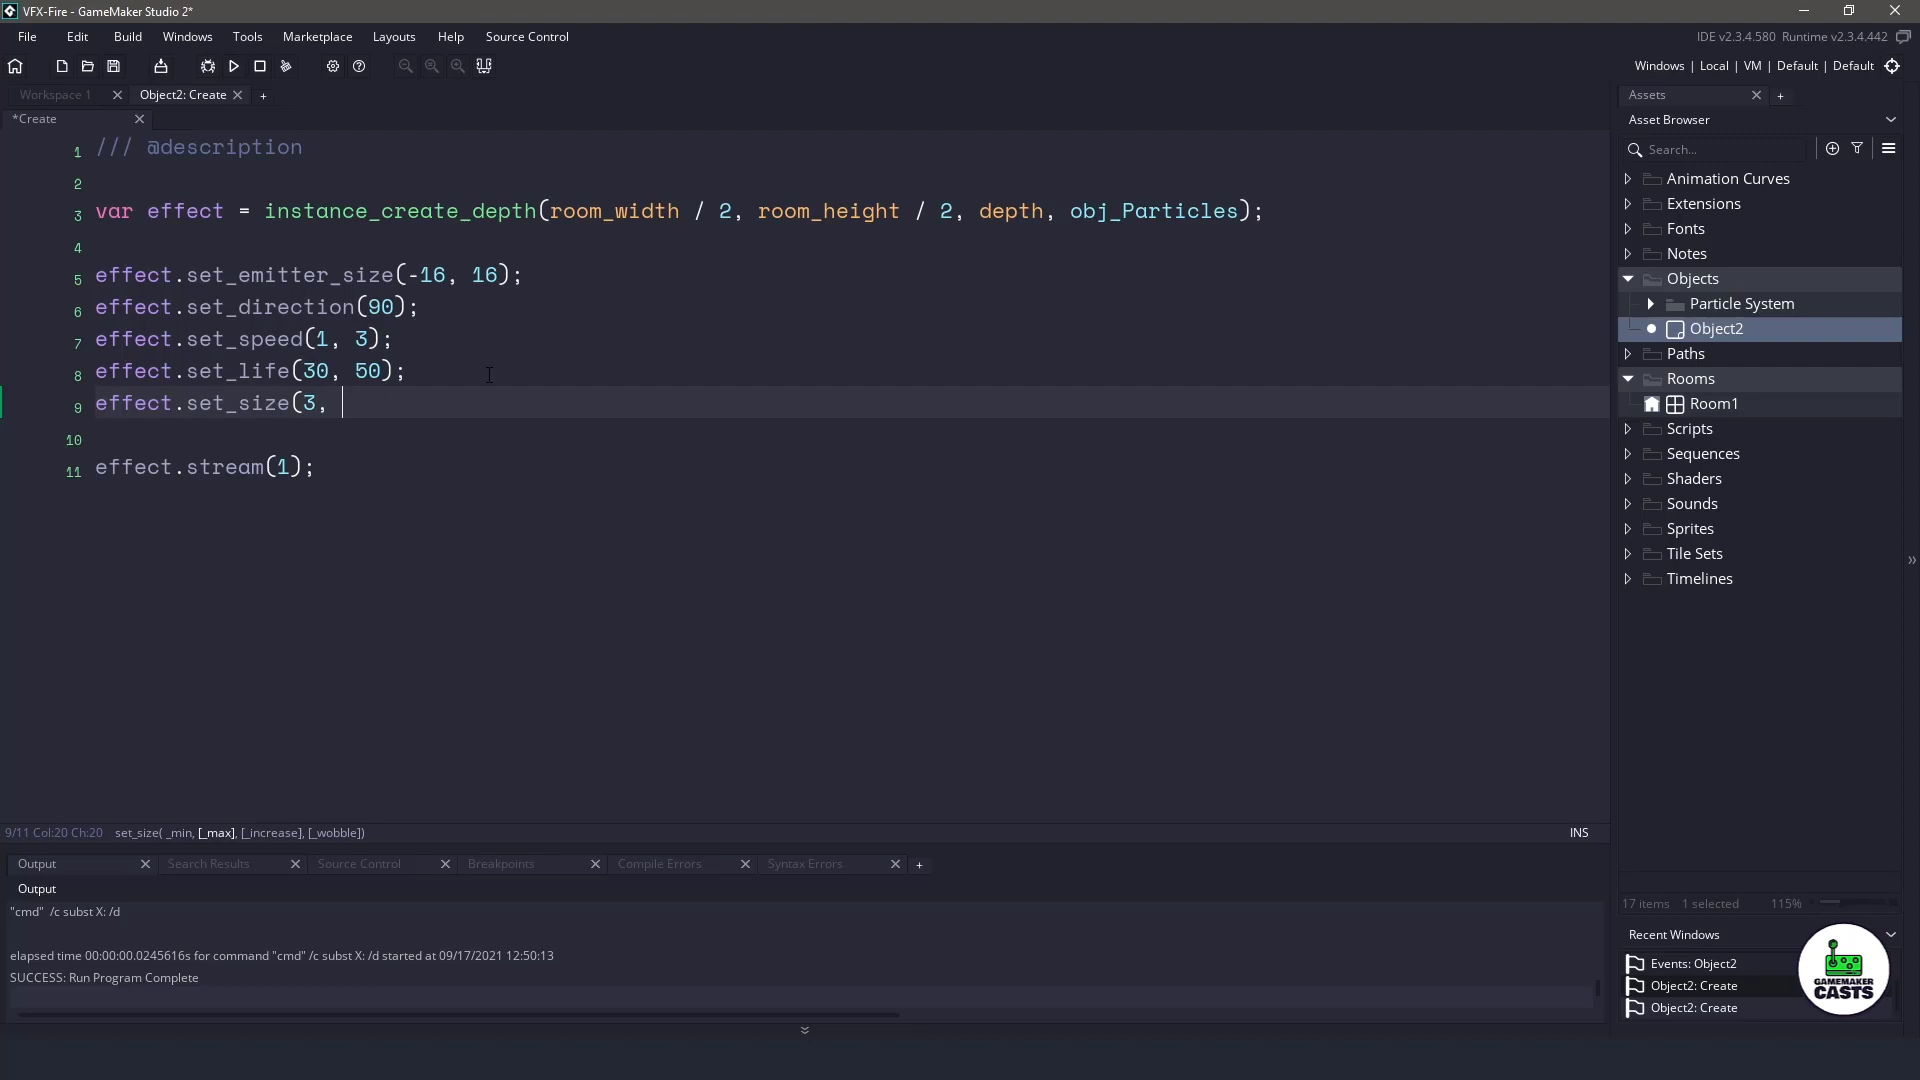 VFX-Fire - GameMaker Studio 2*
File Edit Build Windows Tools Marketplace Layouts Help Source Control
IDE v2.3.4.580 Runtime v2.3.4.442
Windows | Local | VM | Default | Default
Workspace 1
Object2: Create
*Create
1 /// @description
2
3 var effect = instance_create_depth(room_width / 2, room_height / 2, depth, obj_Particles);
4
5 effect.set_emitter_size(-16, 16);
6 effect.set_direction(90);
7 effect.set_speed(1, 3);
8 effect.set_life(30, 50);
9 effect.set_size(3,
10
11 effect.stream(1);
9/11 Col:20 Ch:20 set_size( _min, [_max], [_increase], [_wobble])
INS
Output Search Results Source Control Breakpoints Compile Errors Syntax Errors
Output
"cmd" /c subst X: /d
elapsed time 00:00:00.0245616s for command "cmd" /c subst X: /d started at 09/17/2021 12:50:13
SUCCESS: Run Program Complete
Assets
Asset Browser
Search...
Animation Curves
Extensions
Fonts
Notes
Objects
Particle System
Object2
Paths
Rooms
Room1
Scripts
Sequences
Shaders
Sounds
Sprites
Tile Sets
Timelines
17 items 1 selected 115%
Recent Windows
Events: Object2
Object2: Create
Object2: Create
GAMEMAKER
CASTS